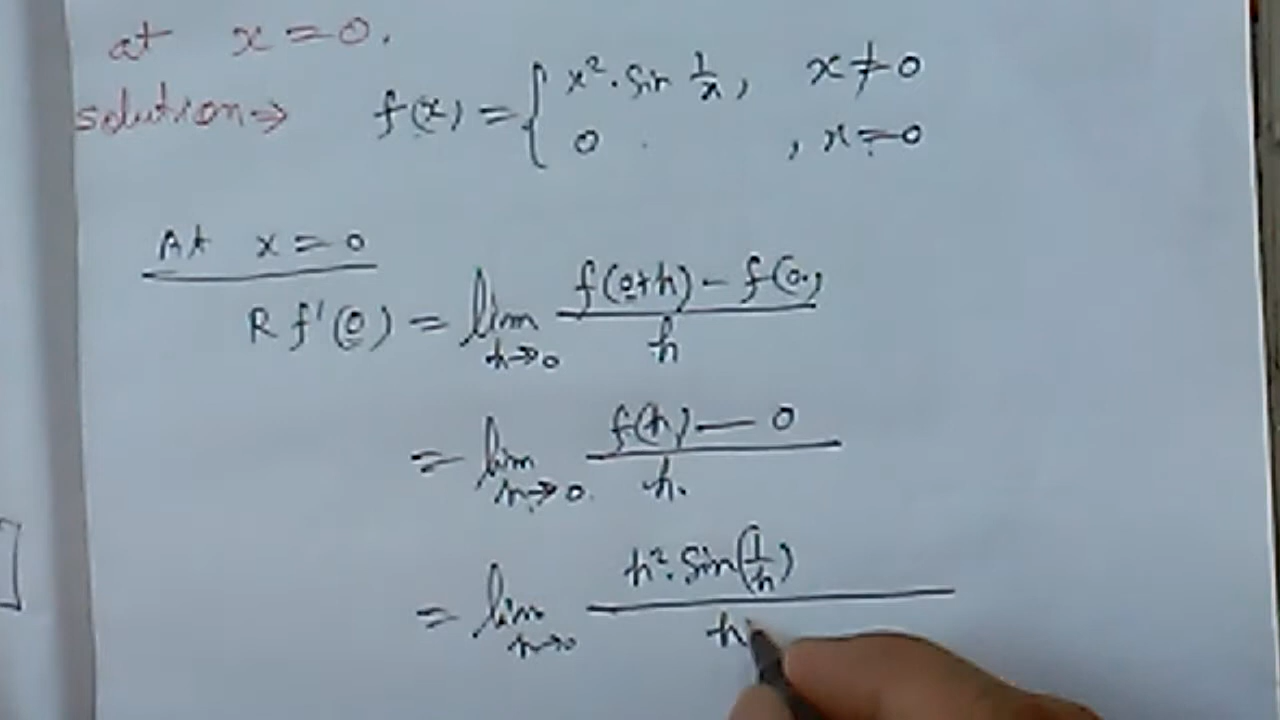 at x = 0.
solution⇒ f(x) = { x². sin 1/x, x ≠ 0
0 , x = 0
At x = 0
R f'(0) = lim h→0 f(0+h) - f(0) / h
= lim h→0 f(h) - 0 / h.
= lim h→0 h². sin(1/h) / h